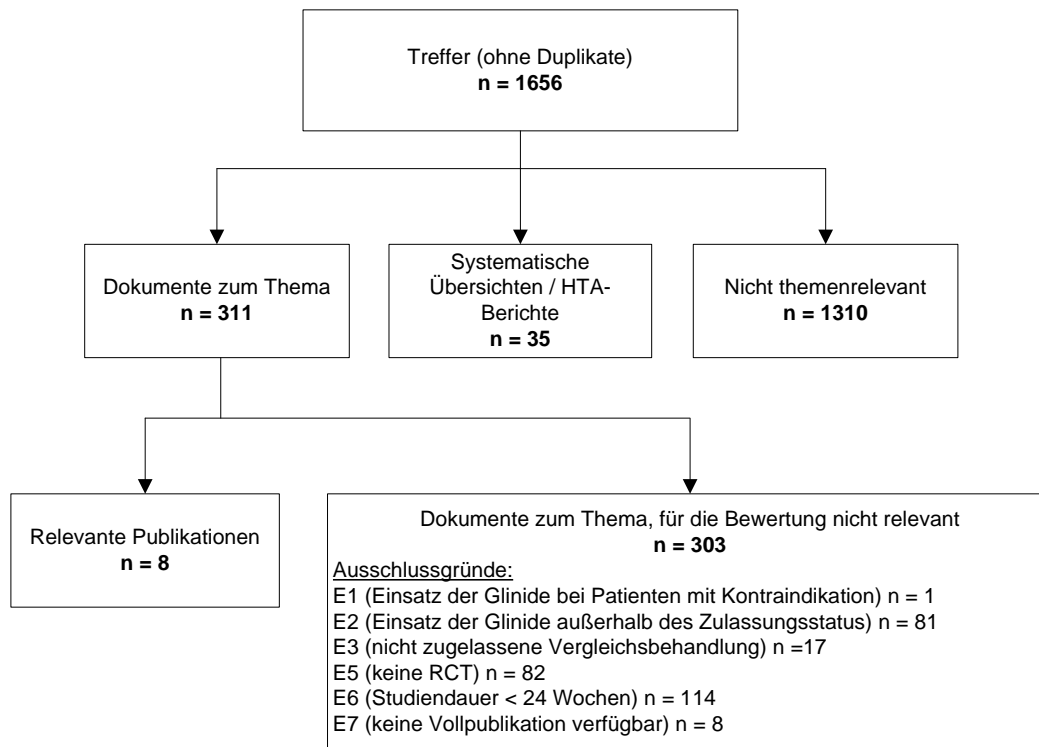 Treffer (ohne Duplikate)
n = 1656
Dokumente zum Thema
n = 311
Systematische
Übersichten / HTA-
Berichte
n = 35
Nicht themenrelevant
n = 1310
Relevante Publikationen
n = 8
Dokumente zum Thema, für die Bewertung nicht relevant
n = 303
Ausschlussgründe:
E1 (Einsatz der Glinide bei Patienten mit Kontraindikation) n = 1
E2 (Einsatz der Glinide außerhalb des Zulassungsstatus) n = 81
E3 (nicht zugelassene Vergleichsbehandlung) n =17
E5 (keine RCT) n = 82
E6 (Studiendauer < 24 Wochen) n = 114
E7 (keine Vollpublikation verfügbar) n = 8